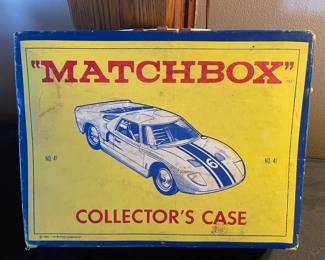 "MATCHBOX"
6
NO. 41
NO. 41
COLLECTOR'S CASE